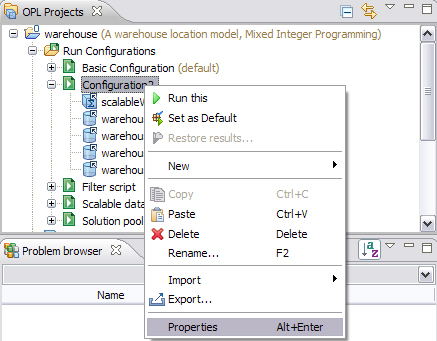 OPL Projects
warehouse (A warehouse location model, Mixed Integer Programming)
Run Configurations
Basic Configuration (default)
Configuration2
scalableW
warehou
warehou
warehou
warehou
Filter script
Scalable data
Solution pool
Run this
Set as Default
Restore results...
New
Copy Ctrl+C
Paste Ctrl+V
Delete Delete
Rename... F2
Import
Export...
Properties Alt+Enter
Problem browser
Name